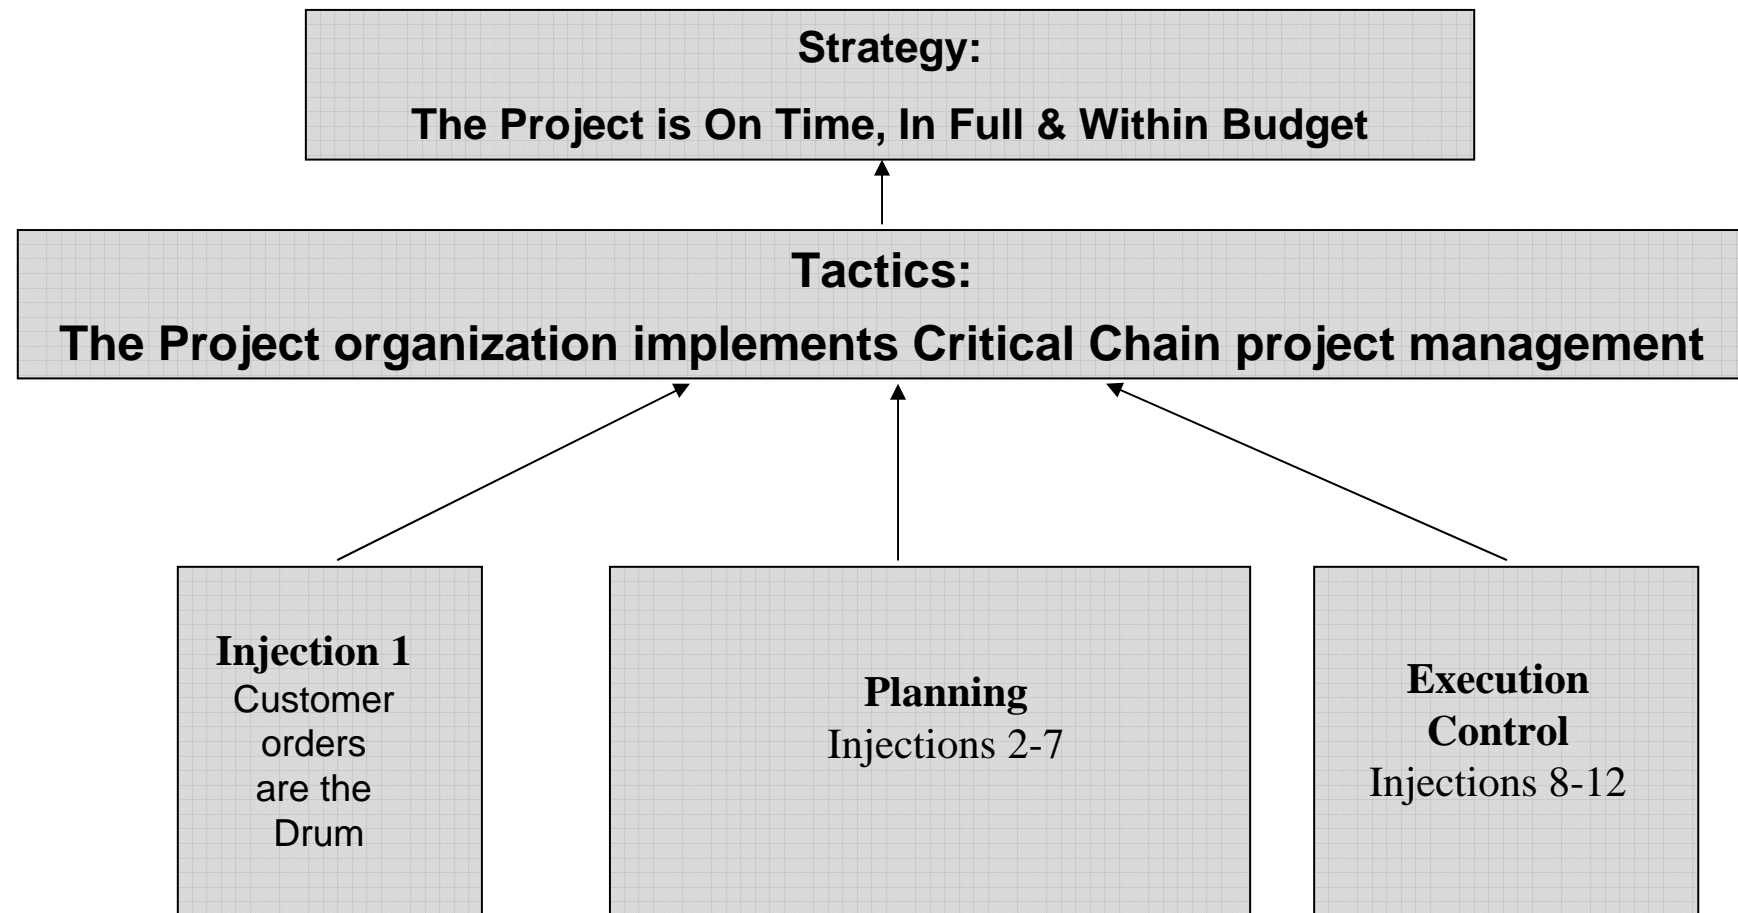 Strategy:
The Project is On Time, In Full & Within Budget
Tactics:
The Project organization implements Critical Chain project management
Injection 1
Customer
orders
are the
Drum
Planning
Injections 2-7
Execution
Control
Injections 8-12